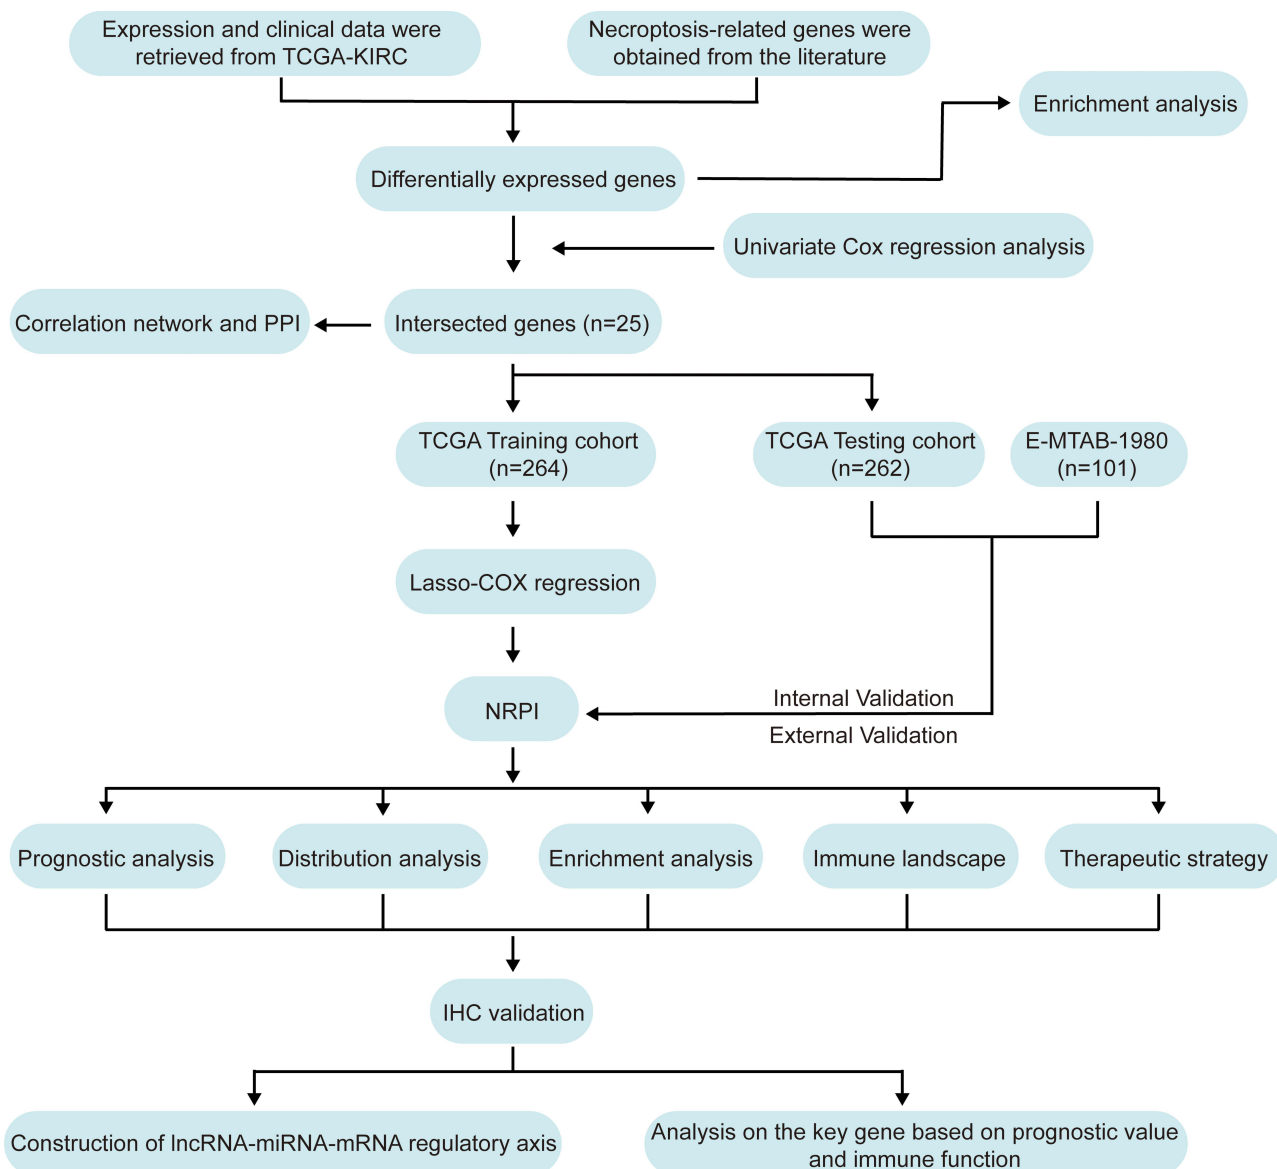 Expression and clinical data were
retrieved from TCGA-KIRC
Necroptosis-related genes were
obtained from the literature
Enrichment analysis
Differentially expressed genes
Univariate Cox regression analysis
Correlation network and PPI
Intersected genes (n=25)
TCGA Training cohort
(n=264)
TCGA Testing cohort
(n=262)
E-MTAB-1980
(n=101)
Lasso-COX regression
NRPI
Internal Validation
External Validation
Prognostic analysis
Distribution analysis
Enrichment analysis
Immune landscape
Therapeutic strategy
IHC validation
Construction of lncRNA-miRNA-mRNA regulatory axis
Analysis on the key gene based on prognostic value
and immune function